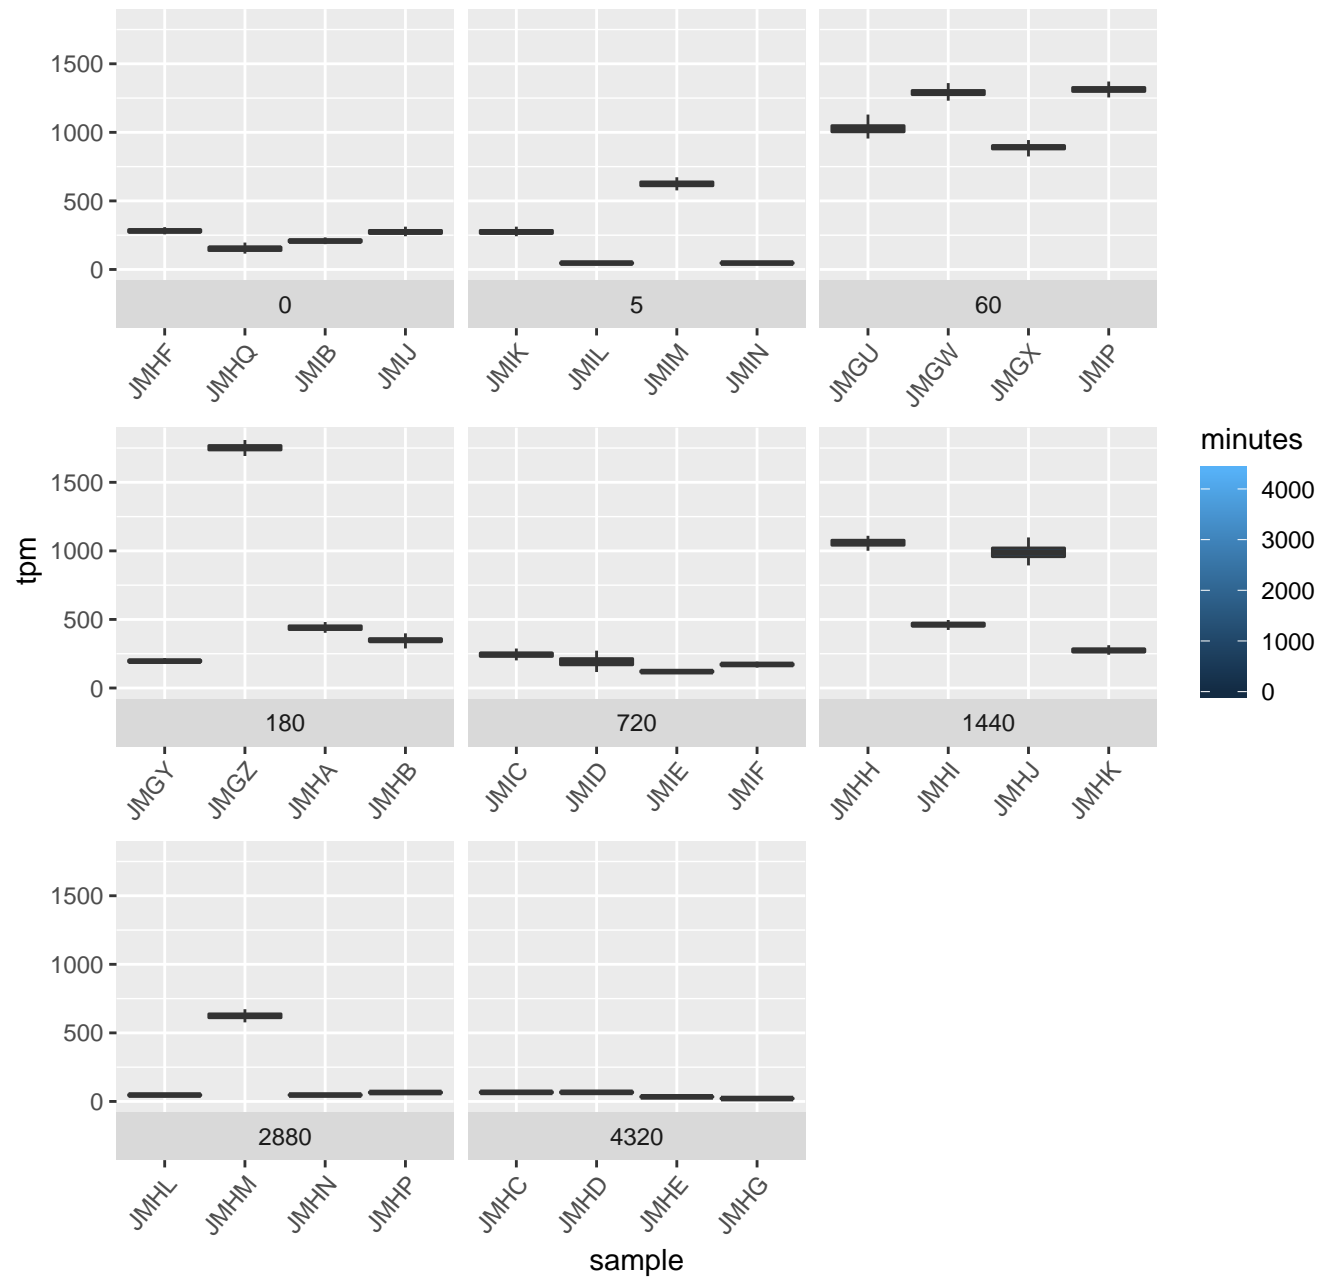 1500
1000
500
0
0
5
60
JMHF
JMHQ
JMIB
JMIJ
JMIK
JMIL
JMIM
JMIN
JMGU
JMGW
JMGX
JMIP
tpm
1500
1000
500
0
180
720
1440
JMGY
JMGZ
JMHA
JMHB
JMIC
JMID
JMIE
JMIF
JMHH
JMHI
JMHJ
JMHK
minutes
4000
3000
2000
1000
0
1500
1000
500
0
2880
4320
JMHL
JMHM
JMHN
JMHP
JMHC
JMHD
JMHE
JMHG
sample